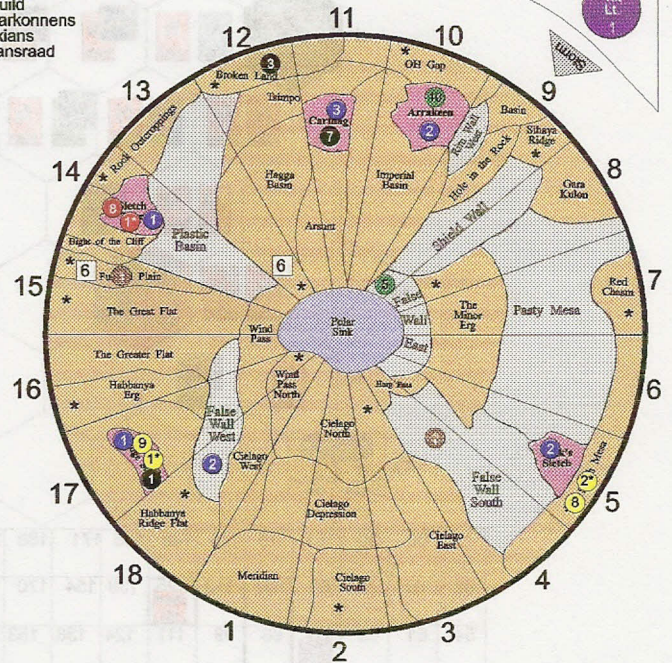 uild
arkonnens
xians
ansraad
LL
1
Storm
11
12
10
13
9
14
8
15
7
16
6
17
5
18
4
1
3
2
Broken Land
3
OH Gap
Tsimpo
Carthag
3
7
10
Arrakeen
2
Rim Wall
West
Basin
Sihaya
Ridge
Hole in the Rock
Gara
Kulon
Rock Outcroppings
Hagga
Basin
Imperial
Basin
Arsunt
Shield Wall
8
Sietch
1*
1
Plastic
Basin
Bight of the Cliff
6
Plain
6
5
False
Wall
East
The
Minor
Erg
Pasty Mesa
Red
Chasm
The Great Flat
Polar
Sink
Wind
Pass
The Greater Flat
Habbanya
Erg
Wind
Pass
North
Harg Pass
False
Wall
West
2
Cielago
North
Cielago
West
1
9
1*
1
Habbanya
Ridge Flat
False
Wall
South
2
k's
Sietch
Mesa
2*
8
Cielago
Depression
Cielago
East
Meridian
Cielago
South